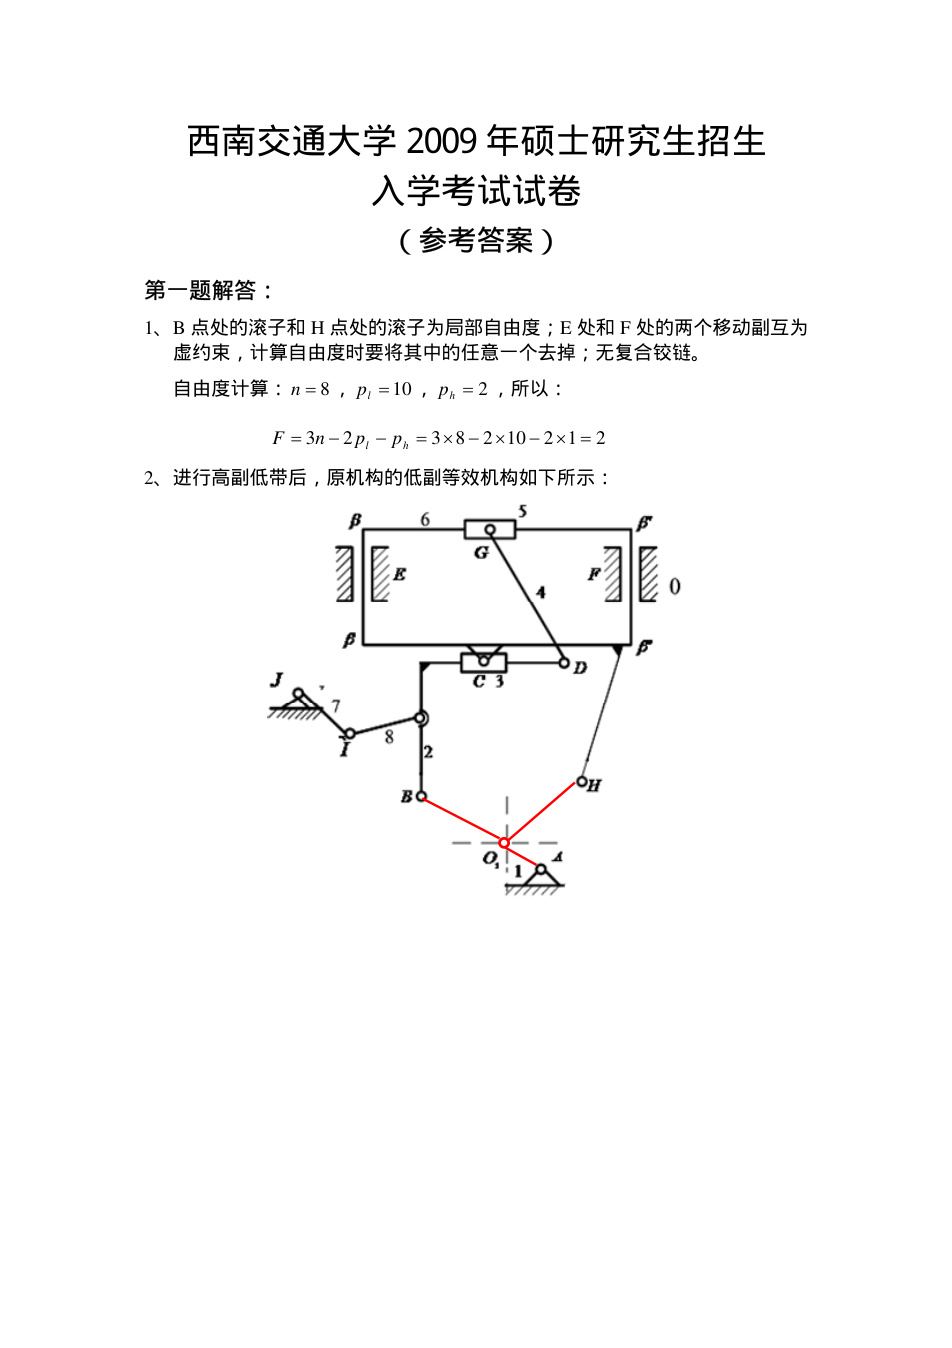 西南交通大学 2009 年硕士研究生招生
入学考试试卷
（参考答案）
第一题解答：
1、B 点处的滚子和 H 点处的滚子为局部自由度；E 处和 F 处的两个移动副互为
虚约束，计算自由度时要将其中的任意一个去掉；无复合铰链。
自由度计算：n = 8，p_l = 10，p_h = 2，所以：
F = 3n − 2p_l − p_h = 3×8 − 2×10 − 2×1 = 2
2、进行高副低带后，原机构的低副等效机构如下所示：
β 6 5 β"
G
E 4 F 0
β' β"
C 3 D
J
7
I 8 2
B H
O₁ A
1